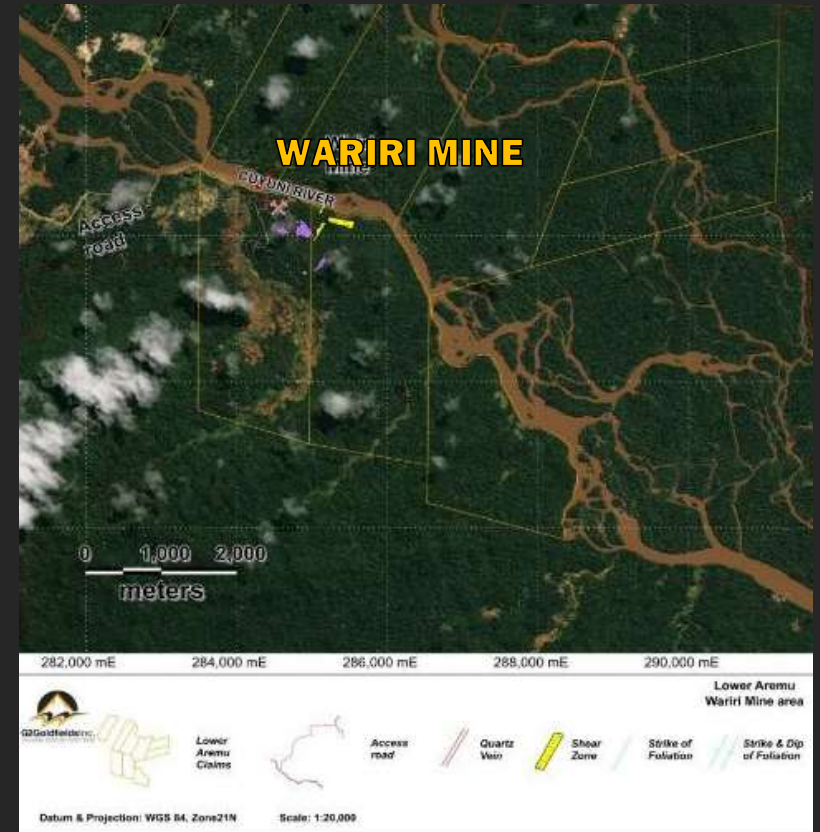 WARIRI MINE
Mine
CUYUNI RIVER
Access
road
0 1,000 2,000
meters
282,000 mE 284,000 mE 286,000 mE 288,000 mE 290,000 mE
Lower Aremu
Wariri Mine area
G2Goldfields Inc.
Lower
Aremu
Claims
Access
road
Quartz
Vein
Shear
Zone
Strike of
Foliation
Strike & Dip
of Foliation
Datum & Projection: WGS 84, Zone21N Scale: 1:20,000